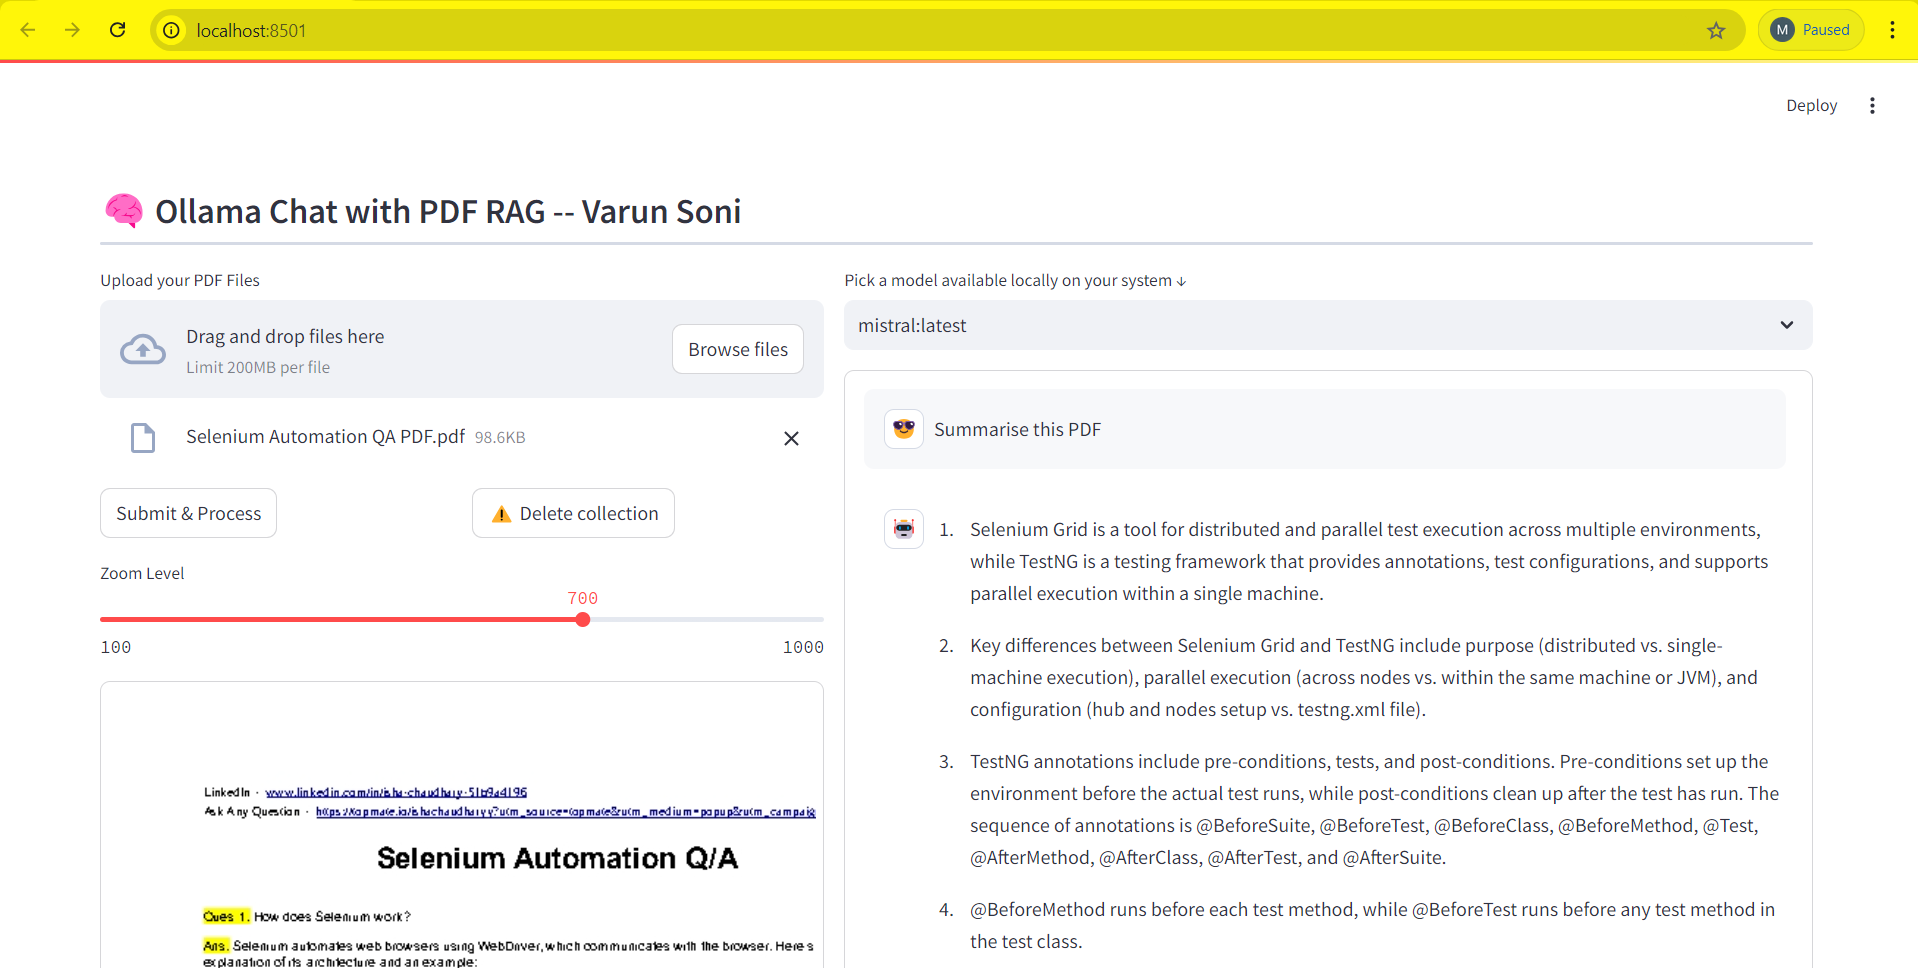 localhost:8501
M Paused
Deploy
Ollama Chat with PDF RAG -- Varun Soni
Upload your PDF Files
Drag and drop files here
Limit 200MB per file
Browse files
Selenium Automation QA PDF.pdf 98.6KB
Submit & Process
Delete collection
Zoom Level
700
100
1000
LinkedIn -
Ask Any Question -
Selenium Automation Q/A
Ques 1. How does Selenium work?
Ans. Selenium automates web browsers using WebDriver, which communicates with the browser. Here's
explanation of its architecture and an example:
Pick a model available locally on your system ↓
mistral:latest
Summarise this PDF
1. Selenium Grid is a tool for distributed and parallel test execution across multiple environments,
while TestNG is a testing framework that provides annotations, test configurations, and supports
parallel execution within a single machine.
2. Key differences between Selenium Grid and TestNG include purpose (distributed vs. single-
machine execution), parallel execution (across nodes vs. within the same machine or JVM), and
configuration (hub and nodes setup vs. testng.xml file).
3. TestNG annotations include pre-conditions, tests, and post-conditions. Pre-conditions set up the
environment before the actual test runs, while post-conditions clean up after the test has run. The
sequence of annotations is @BeforeSuite, @BeforeTest, @BeforeClass, @BeforeMethod, @Test,
@AfterMethod, @AfterClass, @AfterTest, and @AfterSuite.
4. @BeforeMethod runs before each test method, while @BeforeTest runs before any test method in
the test class.